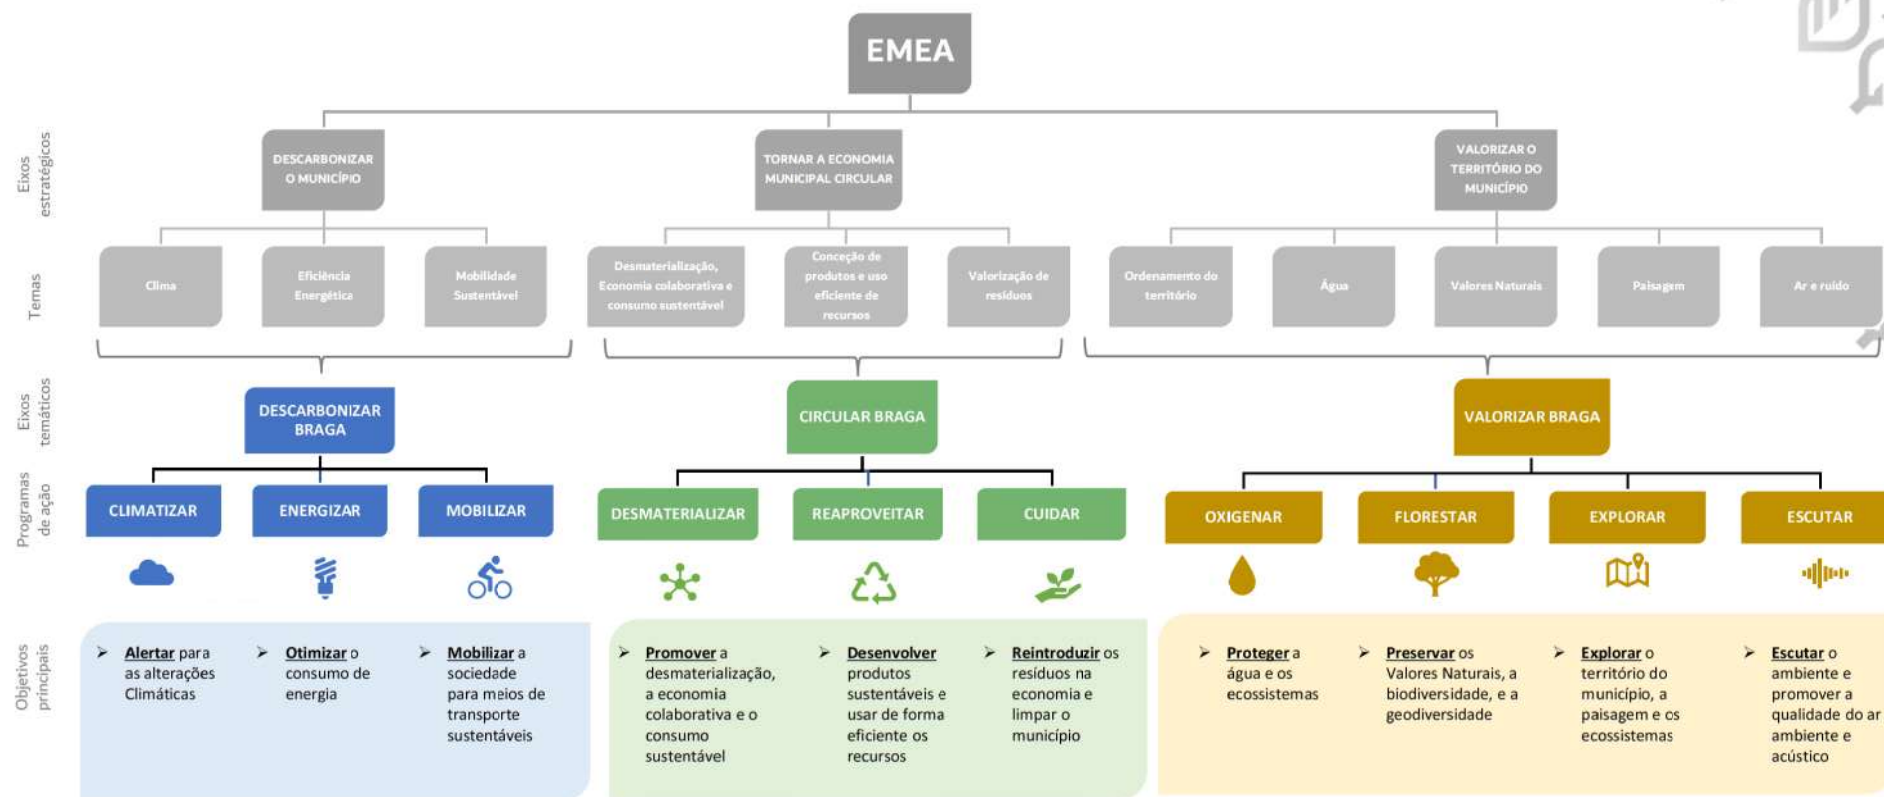 EMEA
Eixos
estratégicos
DESCARBONIZAR
O MUNICÍPIO
TORNAR A ECONOMIA
MUNICIPAL CIRCULAR
VALORIZAR O
TERRITÓRIO DO
MUNICÍPIO
Temas
Clima
Eficiência
Energética
Mobilidade
Sustentável
Desmaterialização,
Economia colaborativa e
consumo sustentável
Conceção de
produtos e uso
eficiente de
recursos
Valorização de
resíduos
Ordenamento do
território
Água
Valores Naturais
Paisagem
Ar e ruído
Eixos
temáticos
DESCARBONIZAR
BRAGA
CIRCULAR BRAGA
VALORIZAR BRAGA
Programas
de ação
CLIMATIZAR
ENERGIZAR
MOBILIZAR
DESMATERIALIZAR
REAPROVEITAR
CUIDAR
OXIGENAR
FLORESTAR
EXPLORAR
ESCUTAR
Objetivos
principais
➢ Alertar para
as alterações
Climáticas
➢ Otimizar o
consumo de
energia
➢ Mobilizar a
sociedade
para meios de
transporte
sustentáveis
➢ Promover a
desmaterialização,
a economia
colaborativa e o
consumo
sustentável
➢ Desenvolver
produtos
sustentáveis e
usar de forma
eficiente os
recursos
➢ Reintroduzir os
resíduos na
economia e
limpar o
município
➢ Proteger a
água e os
ecossistemas
➢ Preservar os
Valores Naturais, a
biodiversidade, e a
geodiversidade
➢ Explorar o
território do
município, a
paisagem e os
ecossistemas
➢ Escutar o
ambiente e
promover a
qualidade do ar
ambiente e
acústico